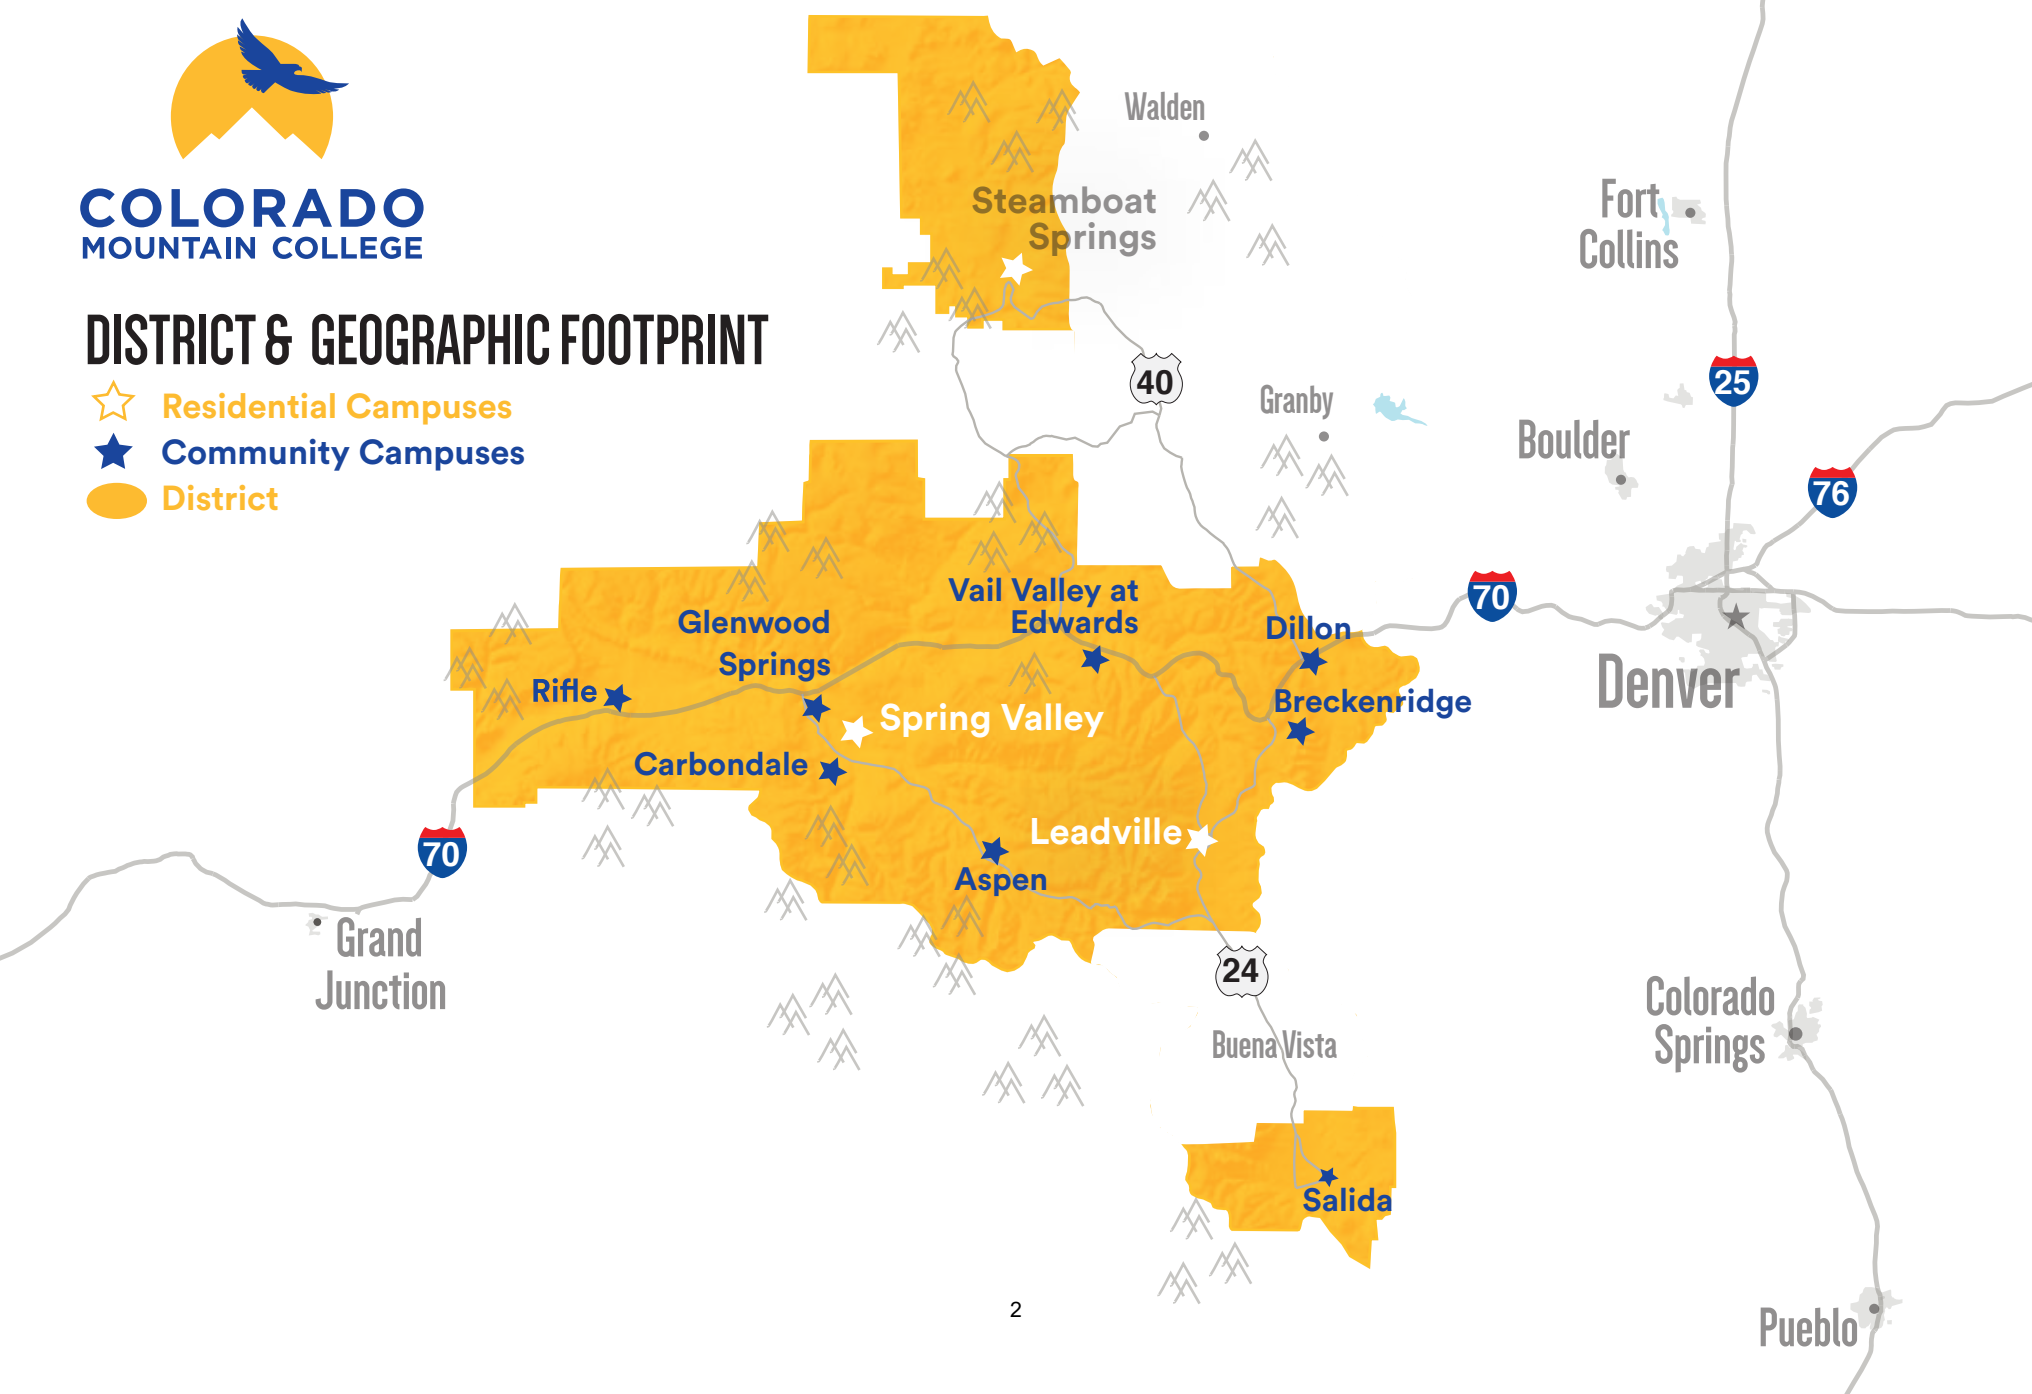 COLORADO
MOUNTAIN COLLEGE
DISTRICT & GEOGRAPHIC FOOTPRINT
Residential Campuses
Community Campuses
District
Walden
Steamboat
Springs
Fort
Collins
40
25
Granby
Boulder
76
Vail Valley at
Edwards
70
Glenwood
Springs
Dillon
Rifle
Denver
Breckenridge
Spring Valley
Carbondale
Leadville
70
Aspen
Grand
Junction
24
Colorado
Springs
Buena Vista
Salida
2
Pueblo